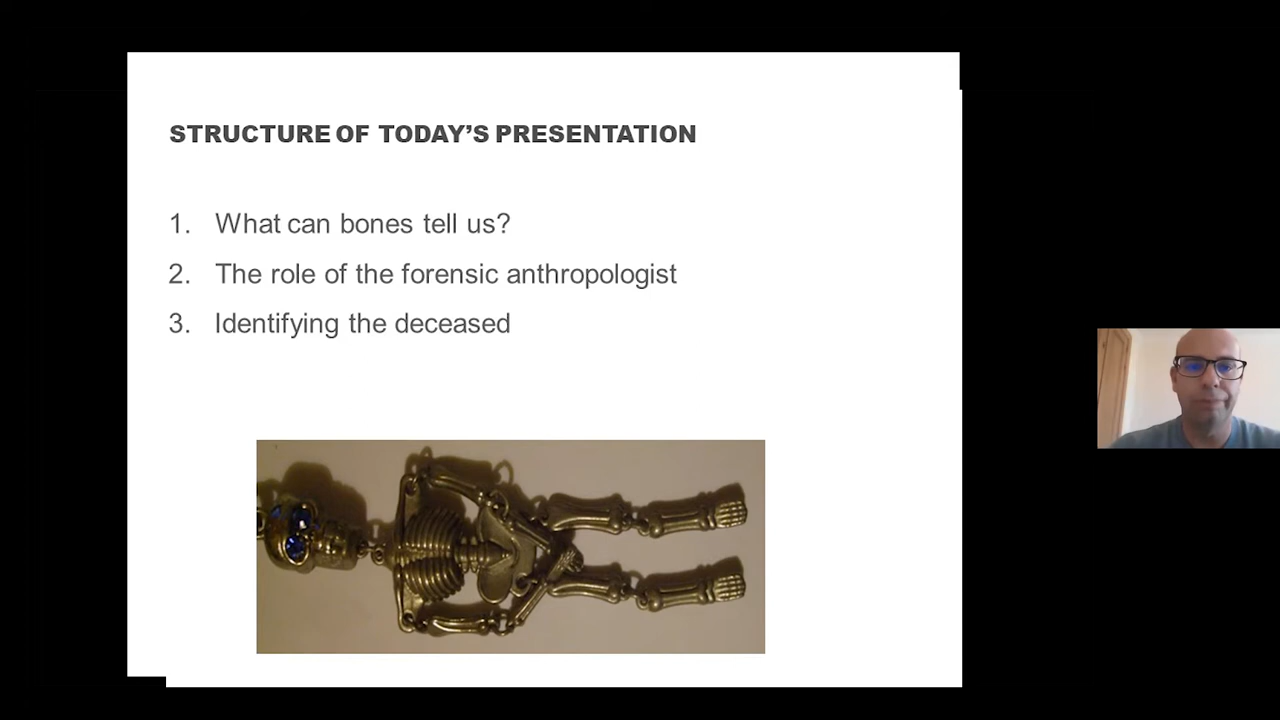 STRUCTURE OF TODAY’S PRESENTATION
1. What can bones tell us?
2. The role of the forensic anthropologist
3. Identifying the deceased